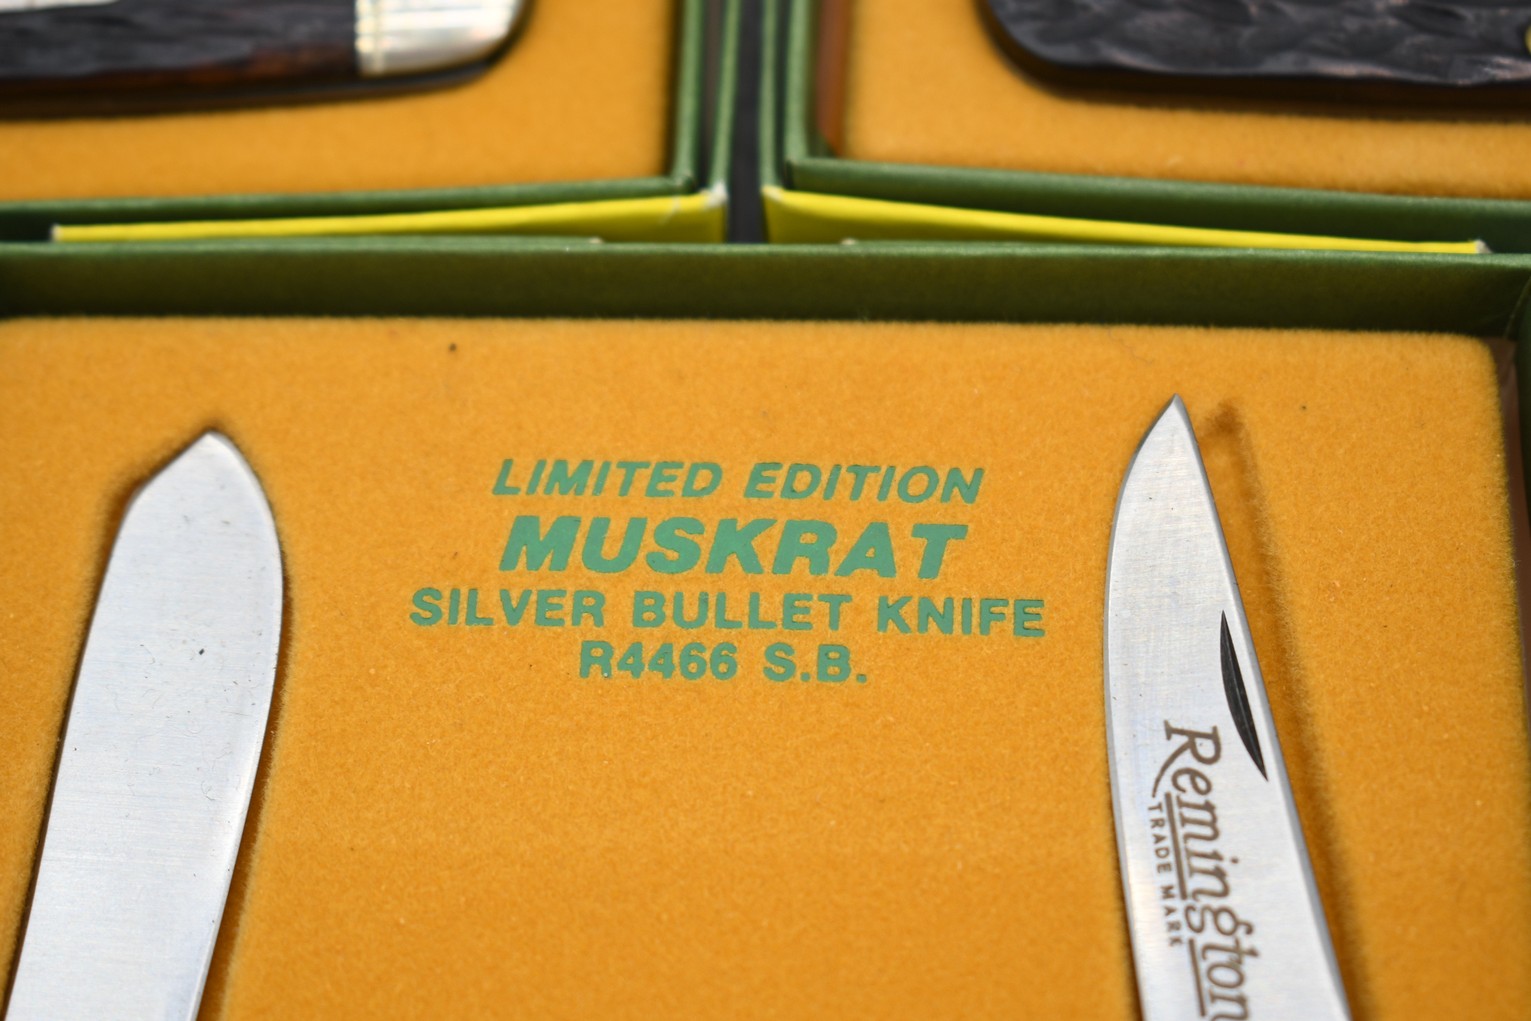 LIMITED EDITION
MUSKRAT
SILVER BULLET KNIFE
R4466 S.B.
Remington
TRADE MARK